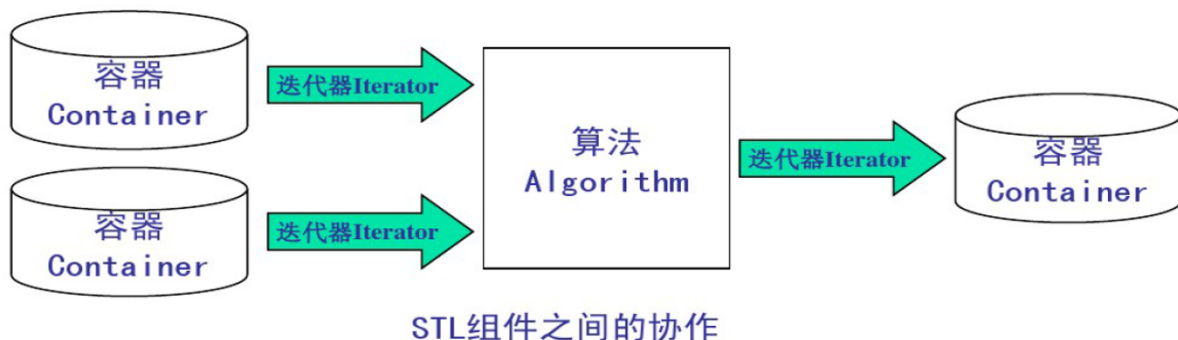 容器
Container
迭代器Iterator
容器
Container
迭代器Iterator
算法
Algorithm
迭代器Iterator
容器
Container
STL组件之间的协作